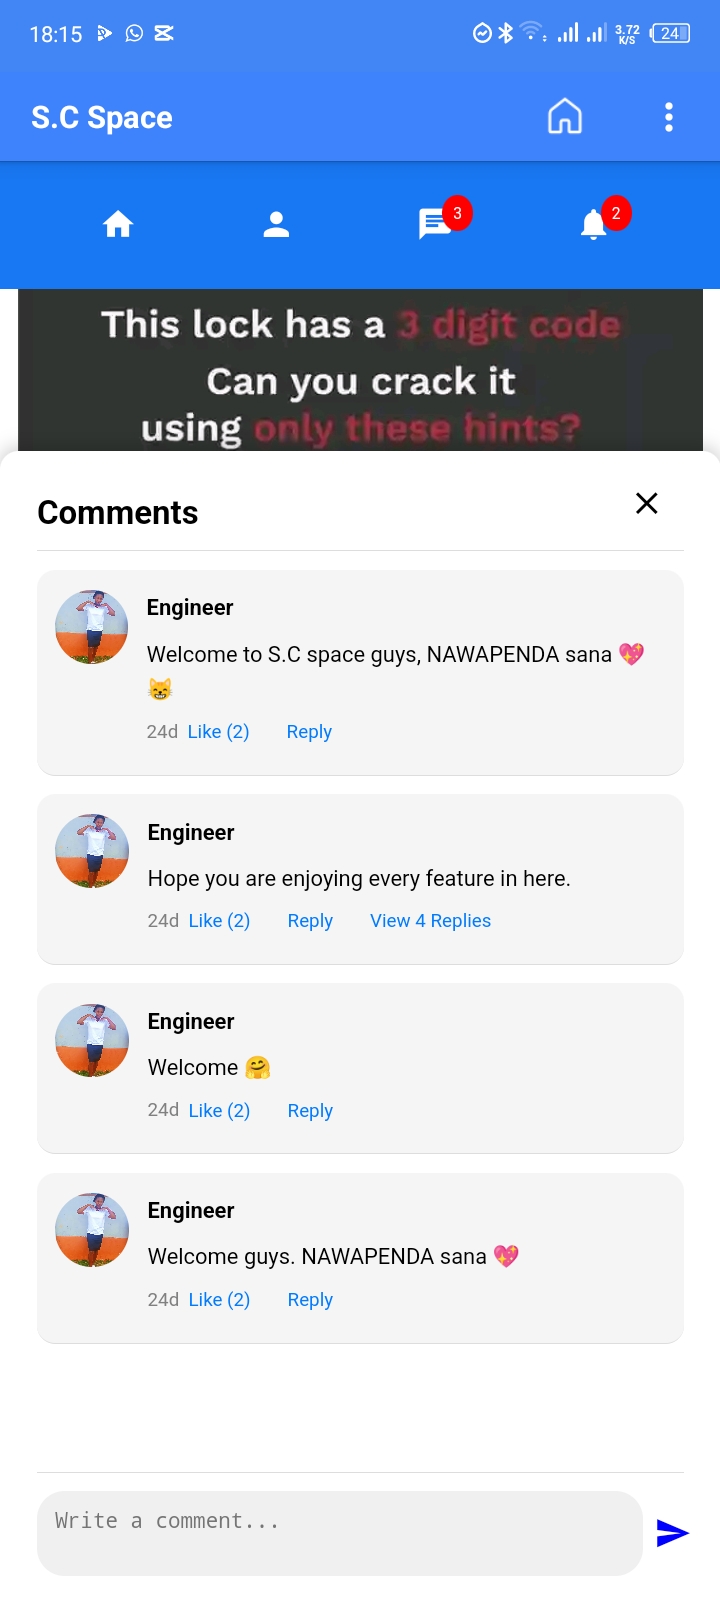 18:15
3.72
K/S
24
S.C Space
3
2
This lock has a 3 digit code
Can you crack it
using only these hints?
Comments
Engineer
Welcome to S.C space guys, NAWAPENDA sana 💖
😸
24d Like (2) Reply
Engineer
Hope you are enjoying every feature in here.
24d Like (2) Reply View 4 Replies
Engineer
Welcome 🤗
24d Like (2) Reply
Engineer
Welcome guys. NAWAPENDA sana 💖
24d Like (2) Reply
Write a comment...